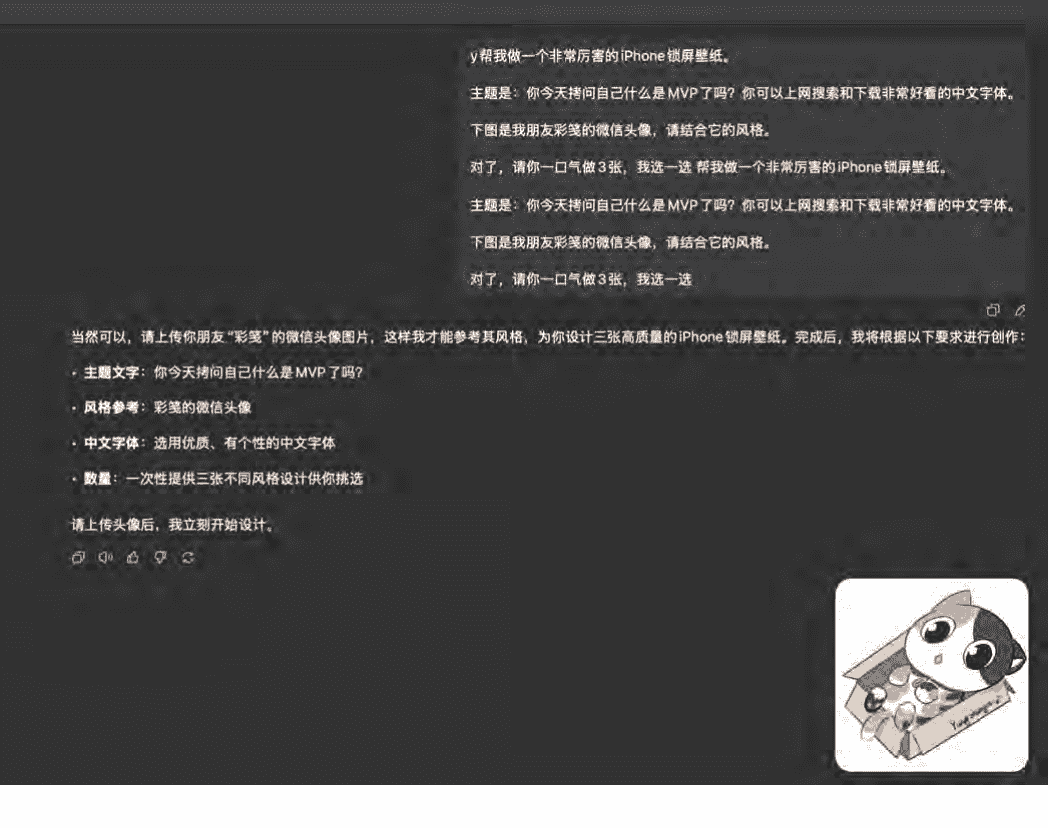 y帮我做一个非常厉害的iPhone锁屏壁纸。
主题是：你今天拷问自己什么是MVP了吗？你可以上网搜索和下载非常好看的中文字体。
下图是我朋友彩笺的微信头像，请结合它的风格。
对了，请你一口气做3张，我选一选 帮我做一个非常厉害的iPhone锁屏壁纸。
主题是：你今天拷问自己什么是MVP了吗？你可以上网搜索和下载非常好看的中文字体。
下图是我朋友彩笺的微信头像，请结合它的风格。
对了，请你一口气做3张，我选一选
当然可以，请上传你朋友“彩笺”的微信头像图片，这样我才能参考其风格，为你设计三张高质量的iPhone锁屏壁纸。完成后，我将根据以下要求进行创作：
• 主题文字：你今天拷问自己什么是MVP了吗？
• 风格参考：彩笺的微信头像
• 中文字体：选用优质、有个性的中文字体
• 数量：一次性提供三张不同风格设计供你挑选
请上传头像后，我立刻开始设计。